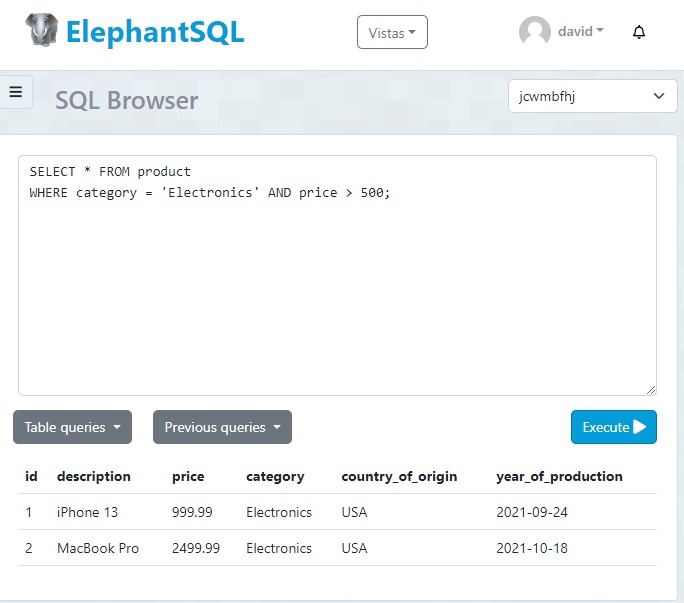 ElephantSQL
Vistas
david
SQL Browser
jcwmbfhj
SELECT * FROM product
WHERE category = 'Electronics' AND price > 500;
Table queries
Previous queries
Execute
id description price category country_of_origin year_of_production
1 iPhone 13 999.99 Electronics USA 2021-09-24
2 MacBook Pro 2499.99 Electronics USA 2021-10-18